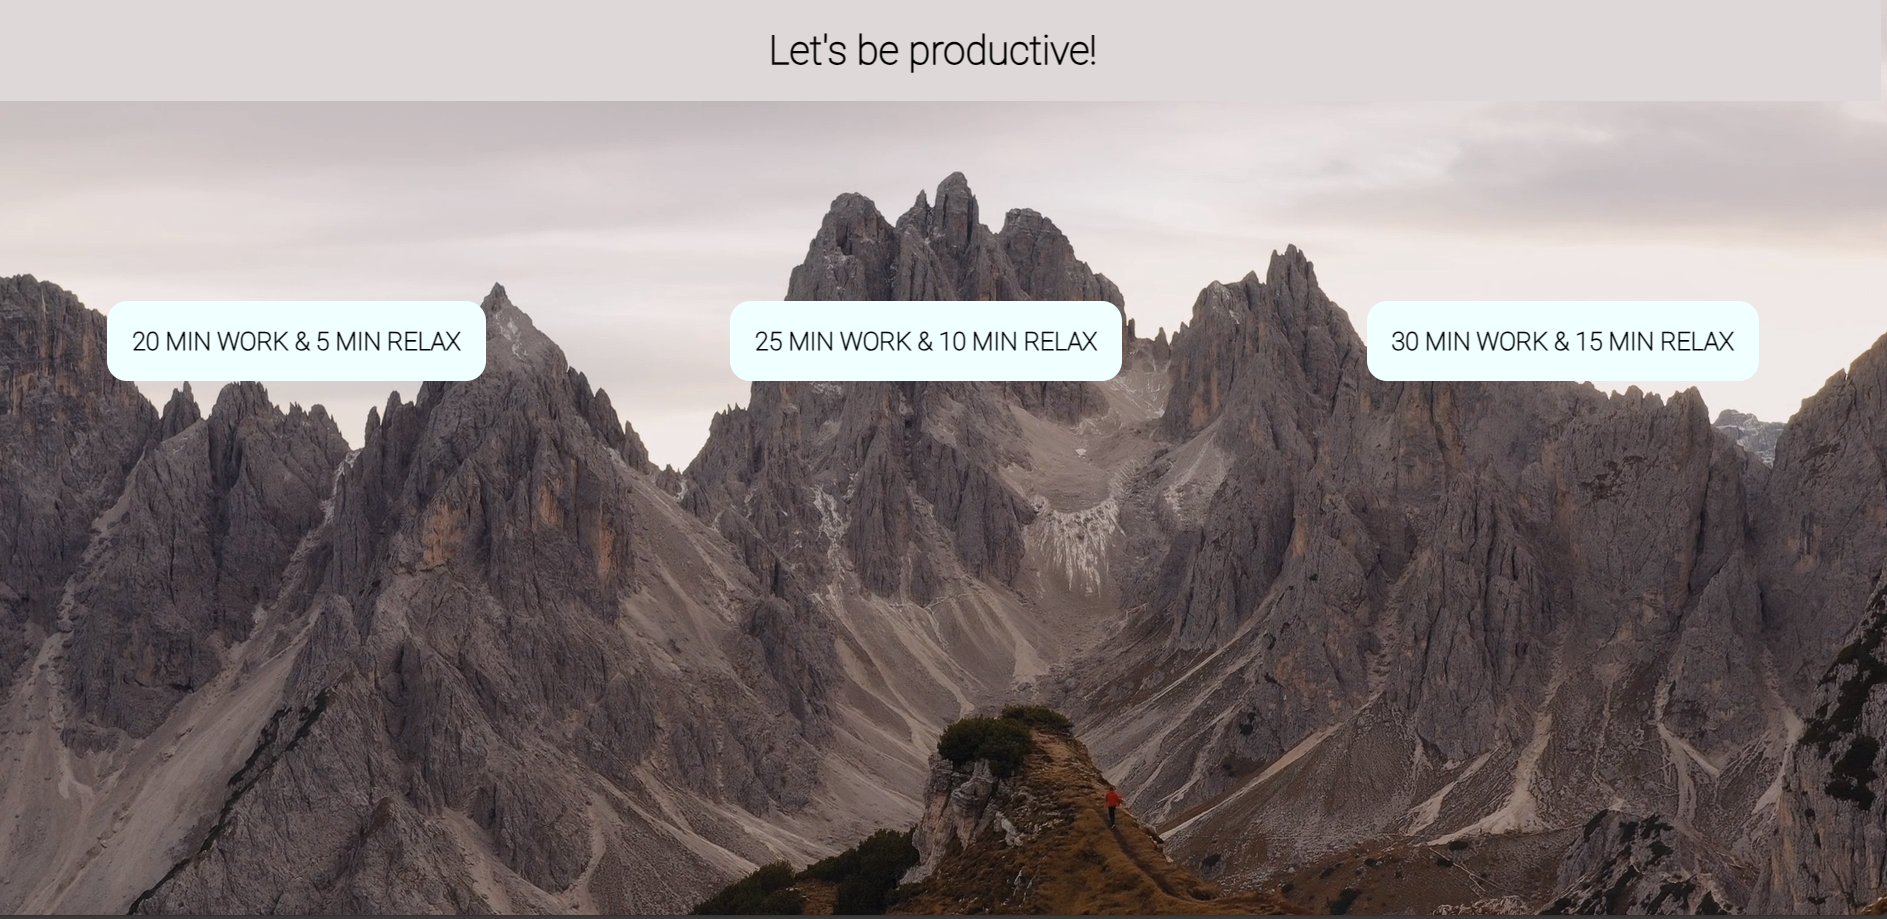 Let's be productive!
20 MIN WORK & 5 MIN RELAX
25 MIN WORK & 10 MIN RELAX
30 MIN WORK & 15 MIN RELAX